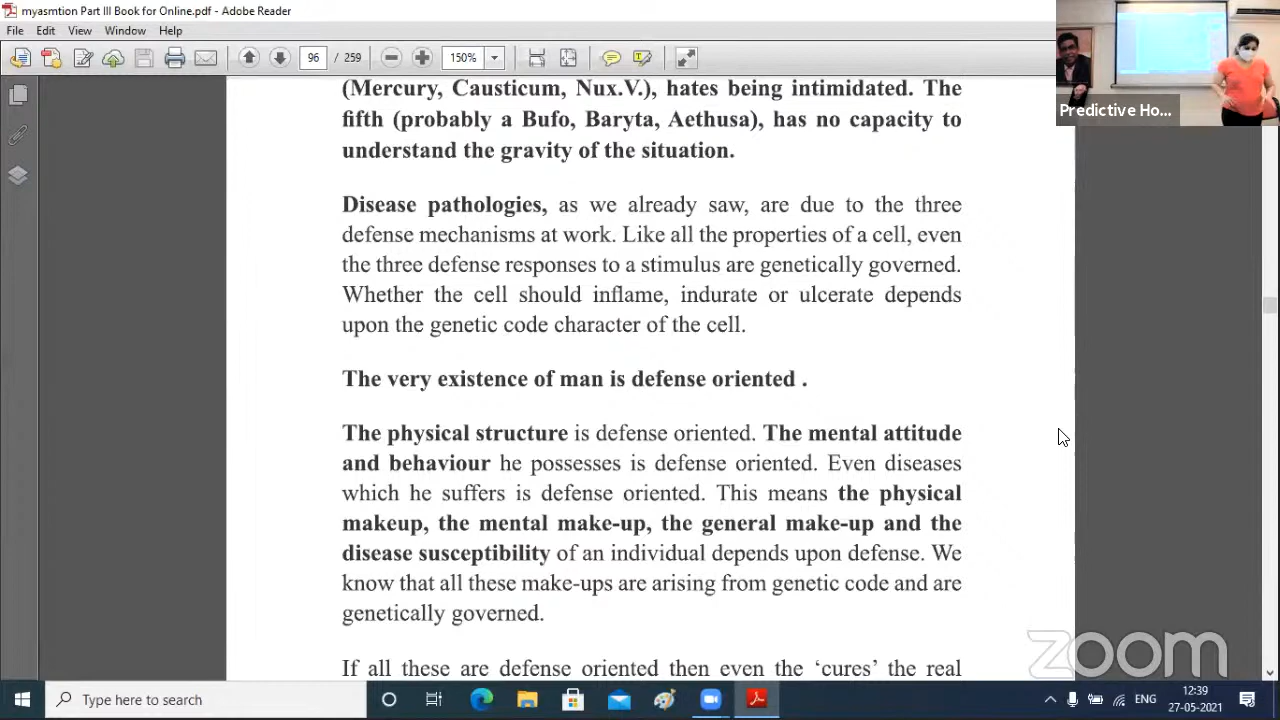 myasmtion Part III Book for Online.pdf - Adobe Reader
File Edit View Window Help
96 / 259 150%
Predictive Ho...
(Mercury, Causticum, Nux.V.), hates being intimidated. The
fifth (probably a Bufo, Baryta, Aethusa), has no capacity to
understand the gravity of the situation.
Disease pathologies, as we already saw, are due to the three
defense mechanisms at work. Like all the properties of a cell, even
the three defense responses to a stimulus are genetically governed.
Whether the cell should inflame, indurate or ulcerate depends
upon the genetic code character of the cell.
The very existence of man is defense oriented .
The physical structure is defense oriented. The mental attitude
and behaviour he possesses is defense oriented. Even diseases
which he suffers is defense oriented. This means the physical
makeup, the mental make-up, the general make-up and the
disease susceptibility of an individual depends upon defense. We
know that all these make-ups are arising from genetic code and are
genetically governed.
If all these are defense oriented then even the ‘cures’ the real
zoom
Type here to search
ENG
12:39
27-05-2021